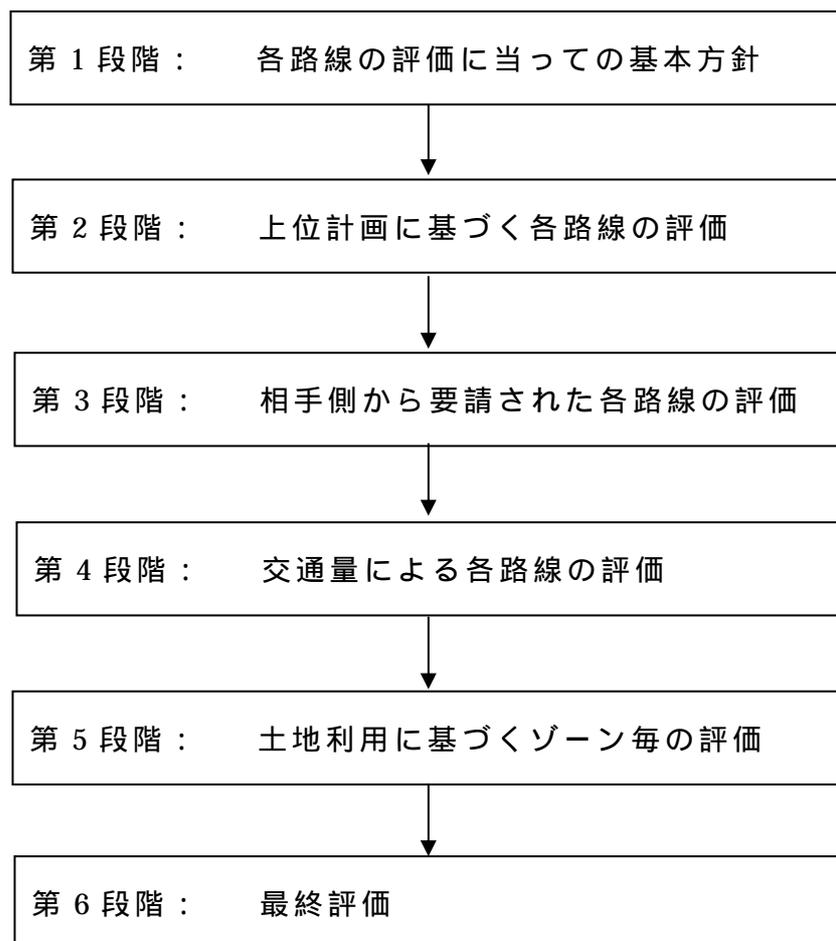 第 1 段階： 各路線の評価に当っての基本方針
第 2 段階： 上位計画に基づく各路線の評価
第 3 段階： 相手側から要請された各路線の評価
第 4 段階： 交通量による各路線の評価
第 5 段階： 土地利用に基づくゾーン毎の評価
第 6 段階： 最終評価